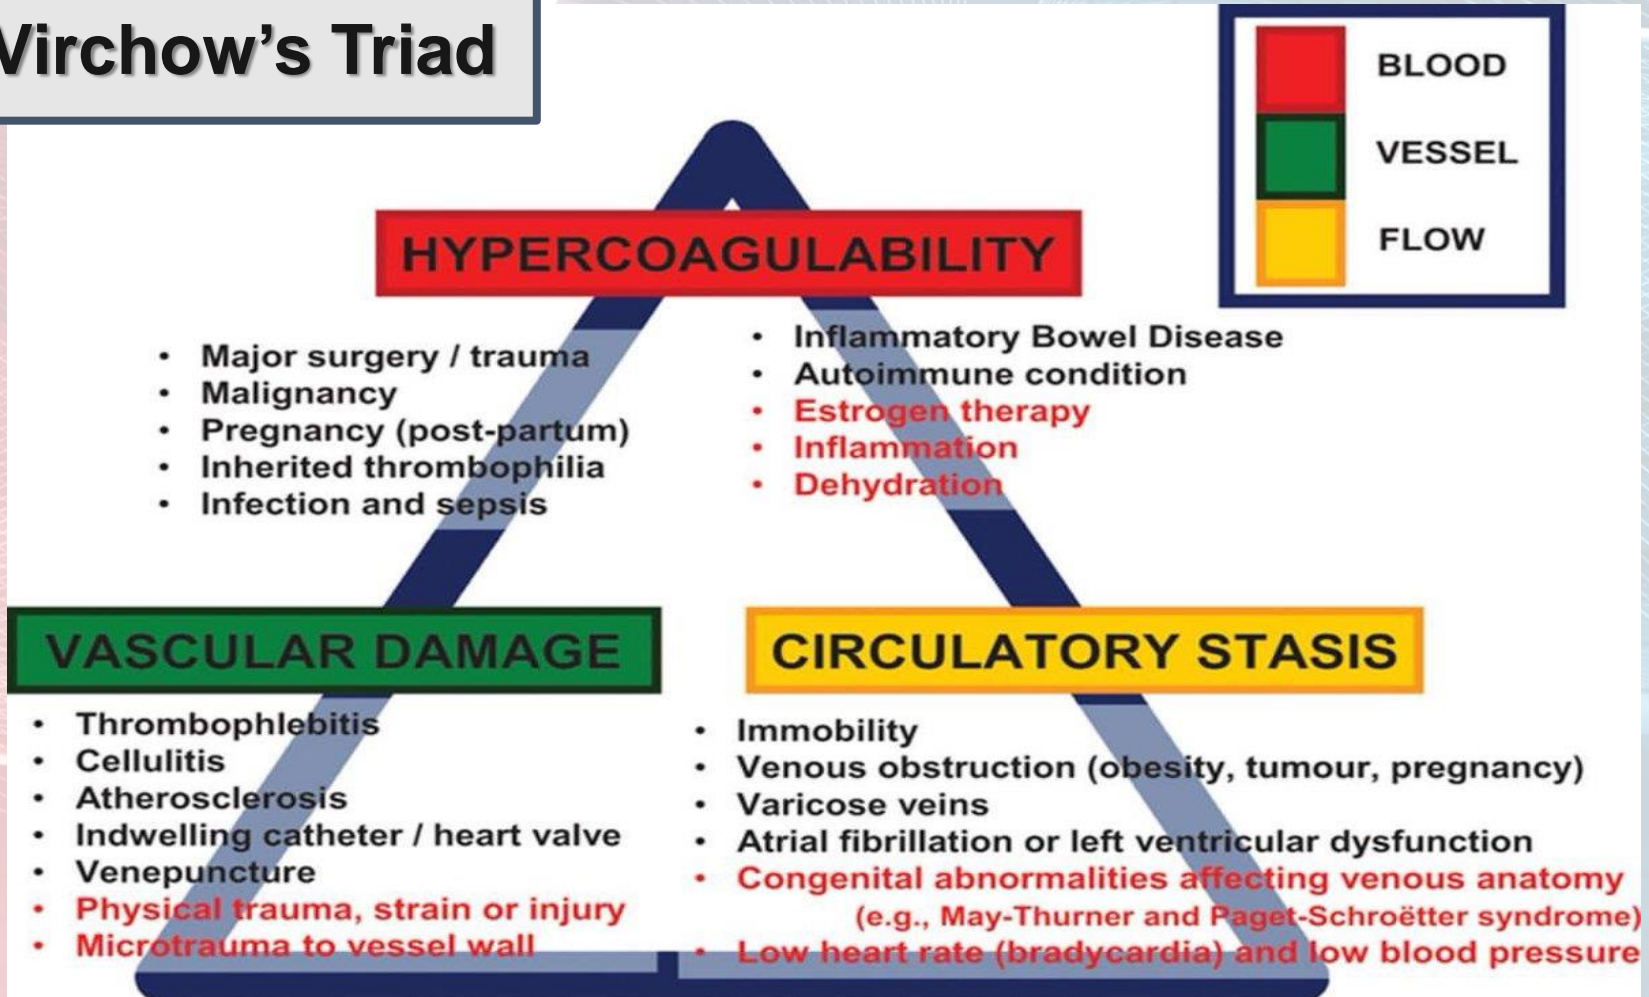 Virchow's Triad
BLOOD
VESSEL
FLOW
HYPERCOAGULABILITY
• Major surgery / trauma
• Malignancy
• Pregnancy (post-partum)
• Inherited thrombophilia
• Infection and sepsis
• Inflammatory Bowel Disease
• Autoimmune condition
• Estrogen therapy
• Inflammation
• Dehydration
VASCULAR DAMAGE
• Thrombophlebitis
• Cellulitis
• Atherosclerosis
• Indwelling catheter / heart valve
• Venepuncture
• Physical trauma, strain or injury
• Microtrauma to vessel wall
CIRCULATORY STASIS
• Immobility
• Venous obstruction (obesity, tumour, pregnancy)
• Varicose veins
• Atrial fibrillation or left ventricular dysfunction
• Congenital abnormalities affecting venous anatomy
(e.g., May-Thurner and Paget-Schroëtter syndrome)
• Low heart rate (bradycardia) and low blood pressure